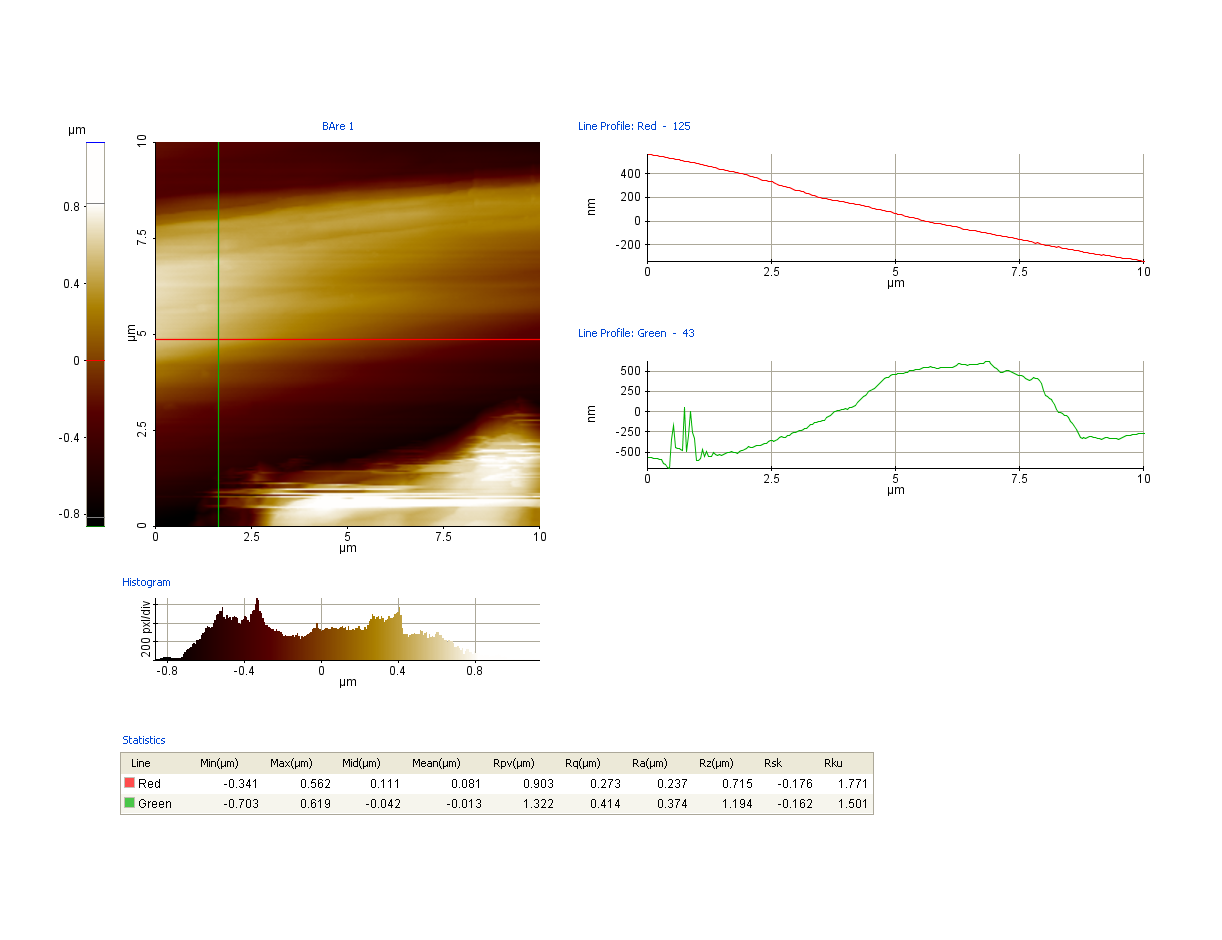 BAre 1
µm
0.8
0.4
0
-0.4
-0.8
10
7.5
5
2.5
0
µm
0 2.5 5 7.5 10
µm
Line Profile: Red - 125
400
200
0
-200
nm
0 2.5 5 7.5 10
µm
Line Profile: Green - 43
500
250
0
-250
-500
nm
0 2.5 5 7.5 10
µm
Histogram
200 pxl/div
-0.8 -0.4 0 0.4 0.8
µm
Statistics
Line Min(µm) Max(µm) Mid(µm) Mean(µm) Rpv(µm) Rq(µm) Ra(µm) Rz(µm) Rsk Rku
Red -0.341 0.562 0.111 0.081 0.903 0.273 0.237 0.715 -0.176 1.771
Green -0.703 0.619 -0.042 -0.013 1.322 0.414 0.374 1.194 -0.162 1.501